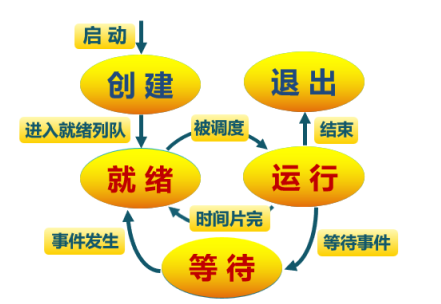 启动
创建
退出
进入就绪列队
被调度
结束
就绪
运行
时间片完
事件发生
等待事件
等待